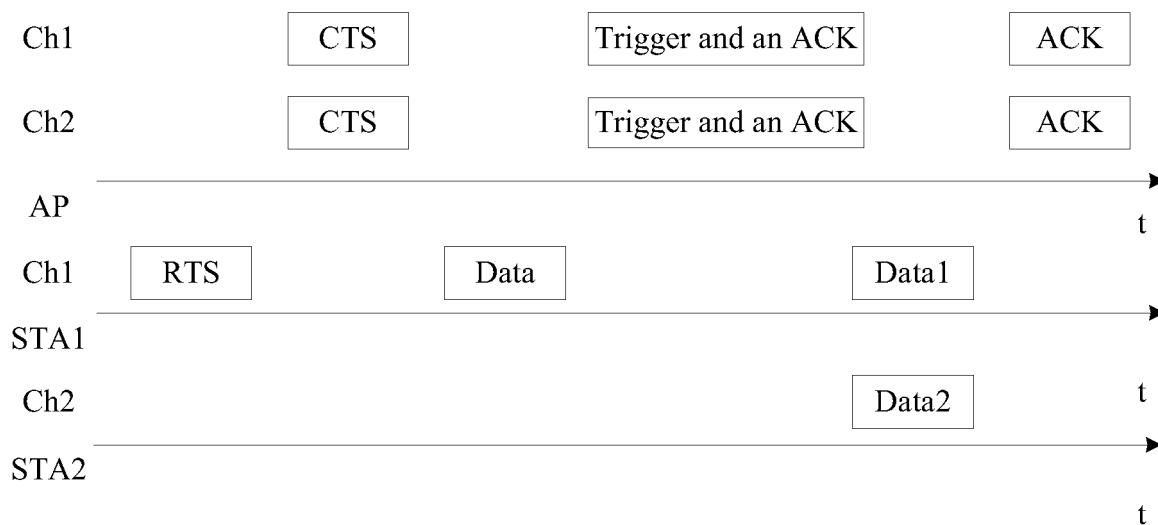 Ch1 CTS Trigger and an ACK ACK
Ch2 CTS Trigger and an ACK ACK
AP
t
Ch1 RTS Data Data1
STA1
Ch2 Data2 t
STA2
t